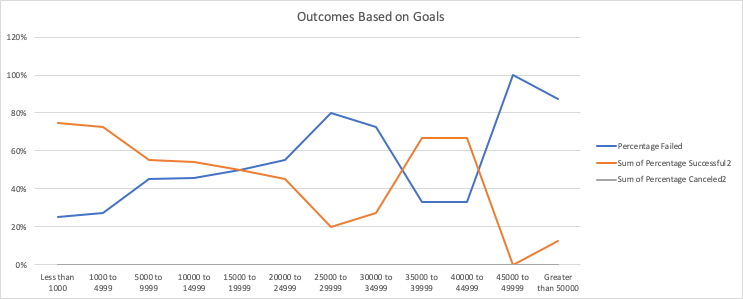 Outcomes Based on Goals
120%
100%
80%
60%
40%
20%
0%
Less than
1000
1000 to
4999
5000 to
9999
10000 to
14999
15000 to
19999
20000 to
24999
25000 to
29999
30000 to
34999
35000 to
39999
40000 to
44999
45000 to
49999
Greater
than 50000
Percentage Failed
Sum of Percentage Successful2
Sum of Percentage Canceled2